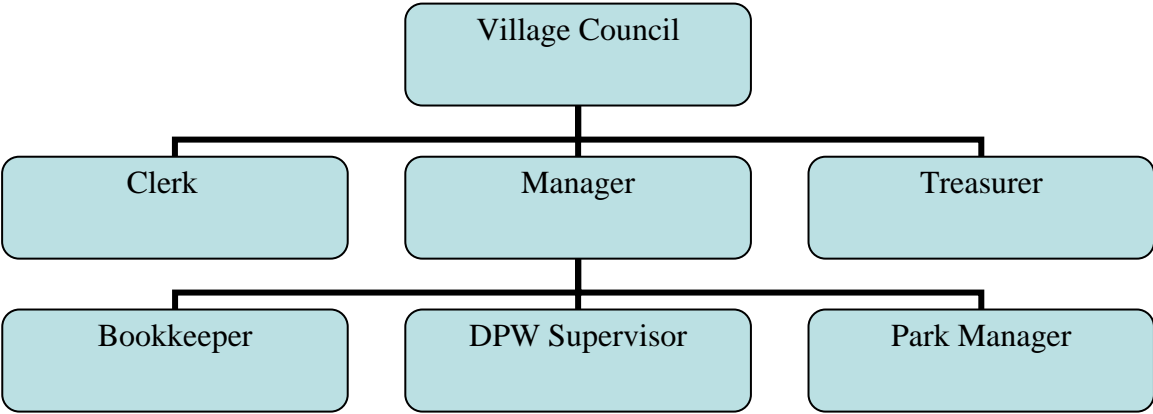 Village Council
Clerk
Manager
Treasurer
Bookkeeper
DPW Supervisor
Park Manager